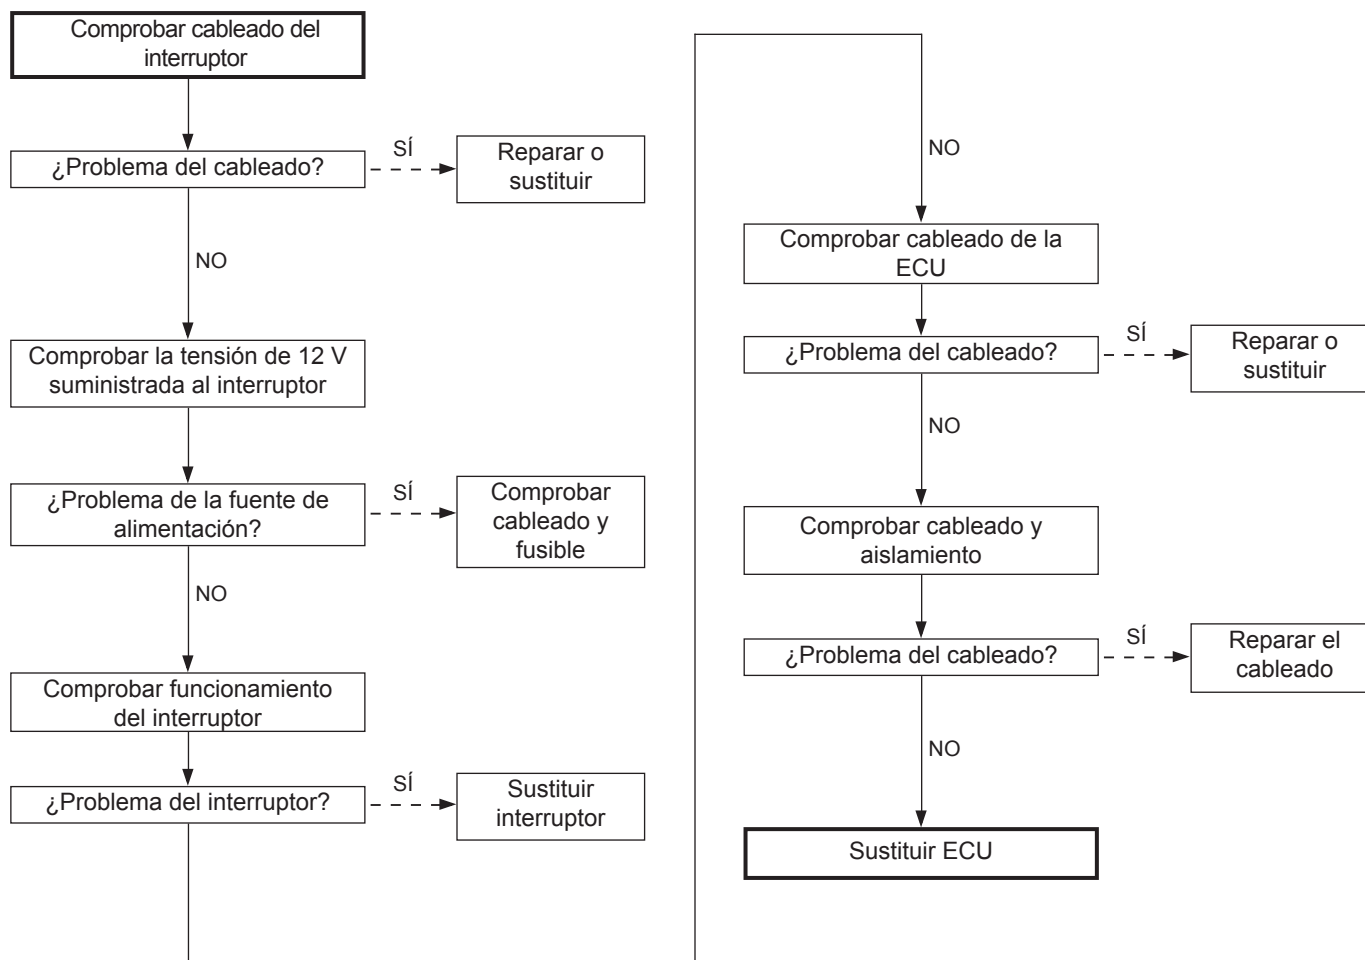 Comprobar cableado del
interruptor
¿Problema del cableado?
SÍ
Reparar o
sustituir
NO
Comprobar la tensión de 12 V
suministrada al interruptor
¿Problema de la fuente de
alimentación?
SÍ
Comprobar
cableado y
fusible
NO
Comprobar funcionamiento
del interruptor
¿Problema del interruptor?
SÍ
Sustituir
interruptor
NO
Comprobar cableado de la
ECU
¿Problema del cableado?
SÍ
Reparar o
sustituir
NO
Comprobar cableado y
aislamiento
¿Problema del cableado?
SÍ
Reparar el
cableado
NO
Sustituir ECU